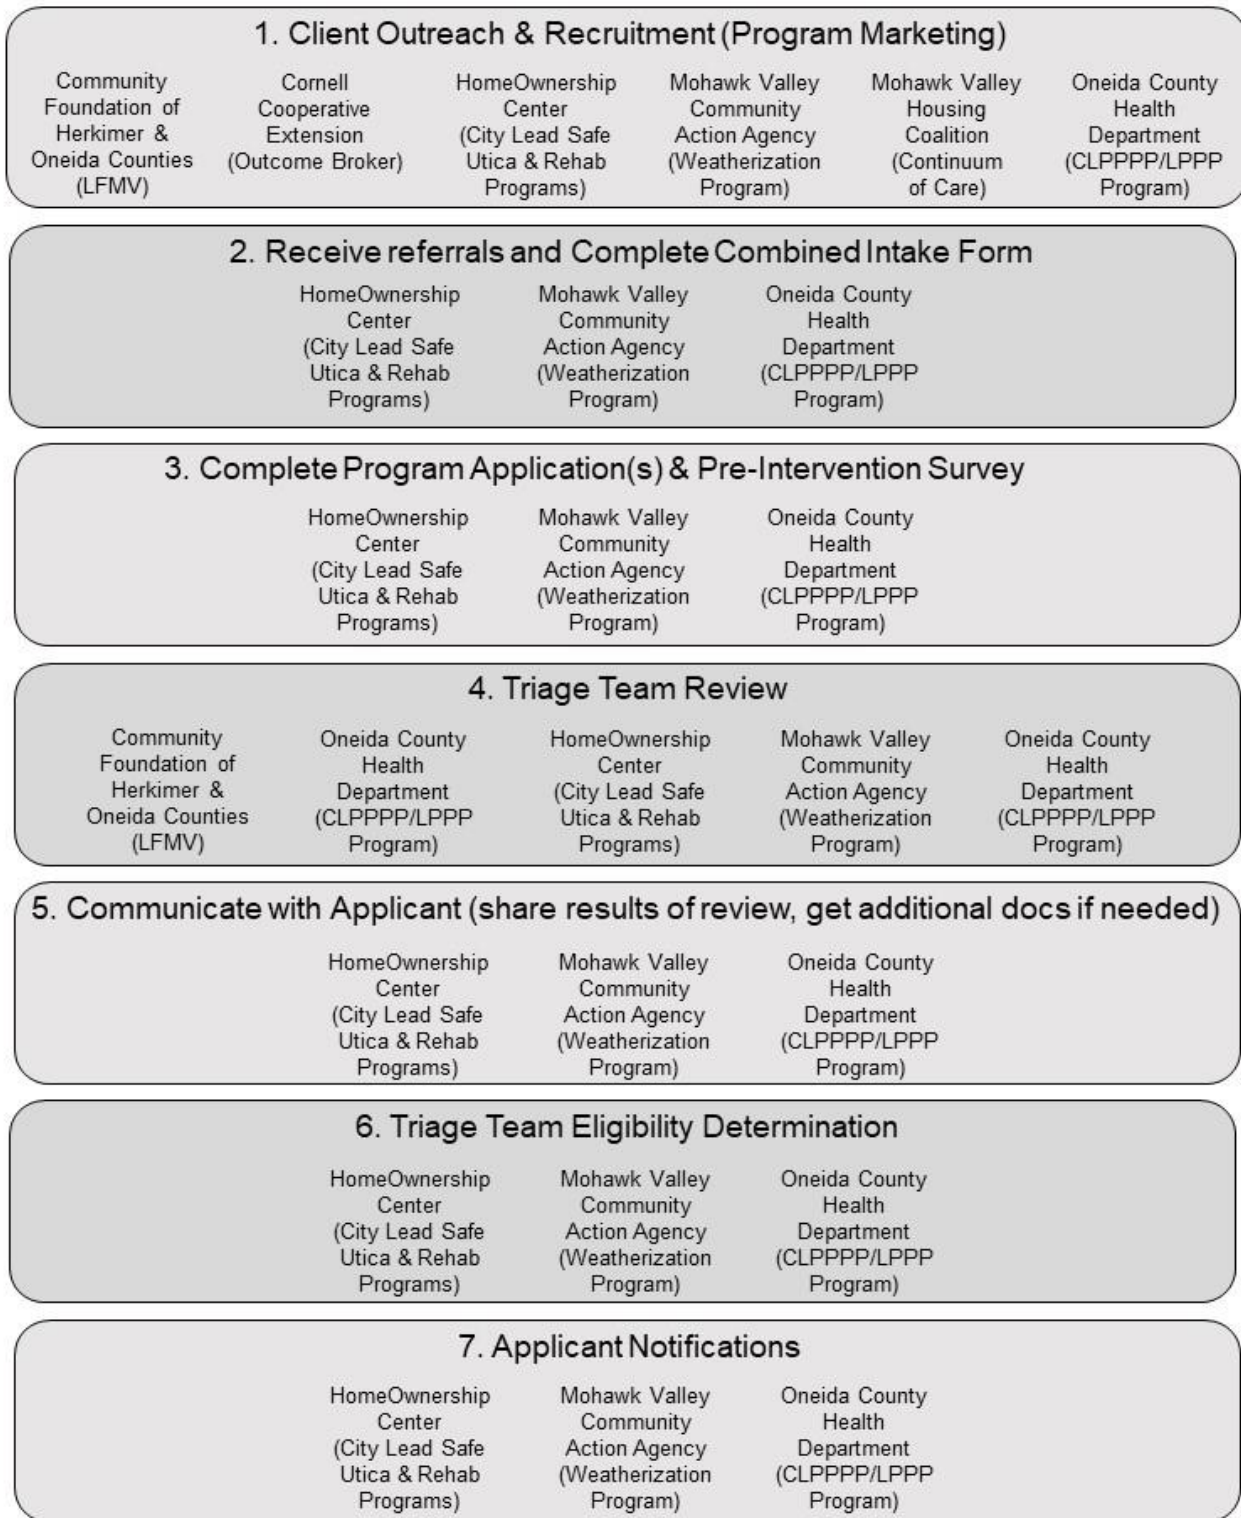 1. Client Outreach & Recruitment (Program Marketing)
Community
Foundation of
Herkimer &
Oneida Counties
(LFMV)
Cornell
Cooperative
Extension
(Outcome Broker)
HomeOwnership
Center
(City Lead Safe
Utica & Rehab
Programs)
Mohawk Valley
Community
Action Agency
(Weatherization
Program)
Mohawk Valley
Housing
Coalition
(Continuum
of Care)
Oneida County
Health
Department
(CLPPPP/LPPP
Program)
2. Receive referrals and Complete Combined Intake Form
HomeOwnership
Center
(City Lead Safe
Utica & Rehab
Programs)
Mohawk Valley
Community
Action Agency
(Weatherization
Program)
Oneida County
Health
Department
(CLPPPP/LPPP
Program)
3. Complete Program Application(s) & Pre-Intervention Survey
HomeOwnership
Center
(City Lead Safe
Utica & Rehab
Programs)
Mohawk Valley
Community
Action Agency
(Weatherization
Program)
Oneida County
Health
Department
(CLPPPP/LPPP
Program)
4. Triage Team Review
Community
Foundation of
Herkimer &
Oneida Counties
(LFMV)
Oneida County
Health
Department
(CLPPPP/LPPP
Program)
HomeOwnership
Center
(City Lead Safe
Utica & Rehab
Programs)
Mohawk Valley
Community
Action Agency
(Weatherization
Program)
Oneida County
Health
Department
(CLPPPP/LPPP
Program)
5. Communicate with Applicant (share results of review, get additional docs if needed)
HomeOwnership
Center
(City Lead Safe
Utica & Rehab
Programs)
Mohawk Valley
Community
Action Agency
(Weatherization
Program)
Oneida County
Health
Department
(CLPPPP/LPPP
Program)
6. Triage Team Eligibility Determination
HomeOwnership
Center
(City Lead Safe
Utica & Rehab
Programs)
Mohawk Valley
Community
Action Agency
(Weatherization
Program)
Oneida County
Health
Department
(CLPPPP/LPPP
Program)
7. Applicant Notifications
HomeOwnership
Center
(City Lead Safe
Utica & Rehab
Programs)
Mohawk Valley
Community
Action Agency
(Weatherization
Program)
Oneida County
Health
Department
(CLPPPP/LPPP
Program)